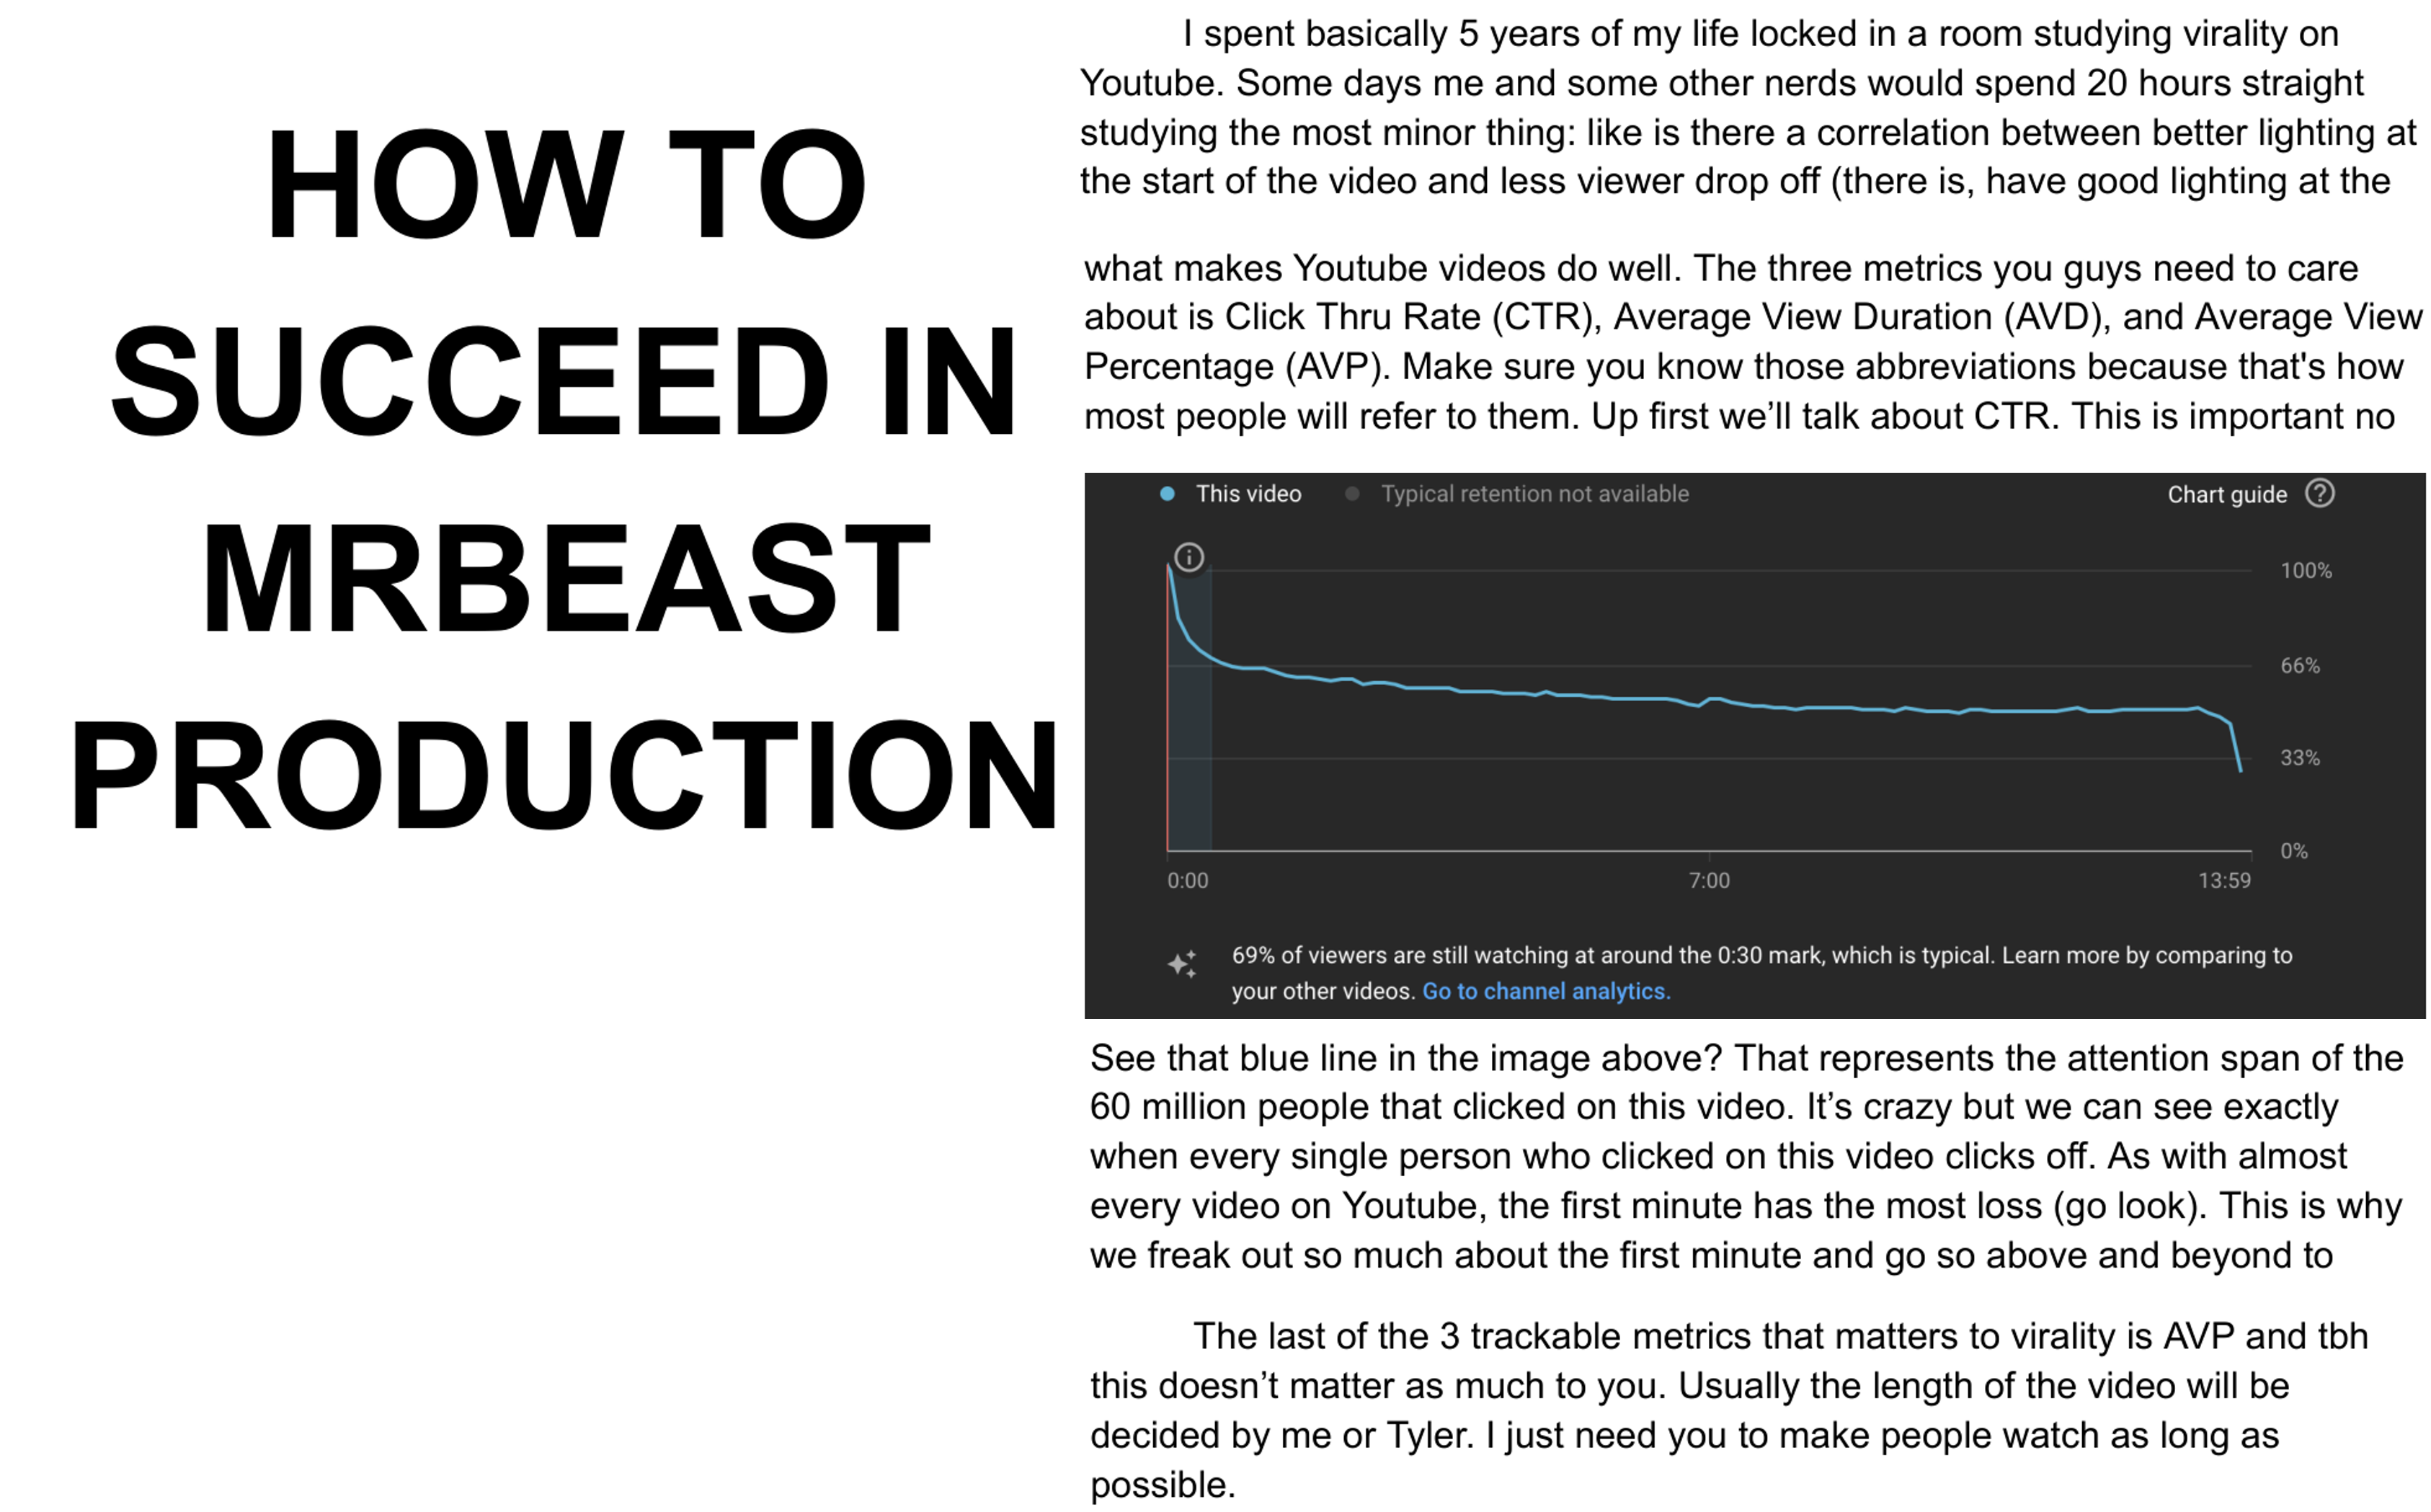 HOW TO
SUCCEED IN
MRBEAST
PRODUCTION
I spent basically 5 years of my life locked in a room studying virality on
Youtube. Some days me and some other nerds would spend 20 hours straight
studying the most minor thing: like is there a correlation between better lighting at
the start of the video and less viewer drop off (there is, have good lighting at the
what makes Youtube videos do well. The three metrics you guys need to care
about is Click Thru Rate (CTR), Average View Duration (AVD), and Average View
Percentage (AVP). Make sure you know those abbreviations because that's how
most people will refer to them. Up first we’ll talk about CTR. This is important no
This video Typical retention not available Chart guide ?
100%
66%
33%
0%
0:00 7:00 13:59
69% of viewers are still watching at around the 0:30 mark, which is typical. Learn more by comparing to
your other videos. Go to channel analytics.
See that blue line in the image above? That represents the attention span of the
60 million people that clicked on this video. It’s crazy but we can see exactly
when every single person who clicked on this video clicks off. As with almost
every video on Youtube, the first minute has the most loss (go look). This is why
we freak out so much about the first minute and go so above and beyond to
The last of the 3 trackable metrics that matters to virality is AVP and tbh
this doesn’t matter as much to you. Usually the length of the video will be
decided by me or Tyler. I just need you to make people watch as long as
possible.